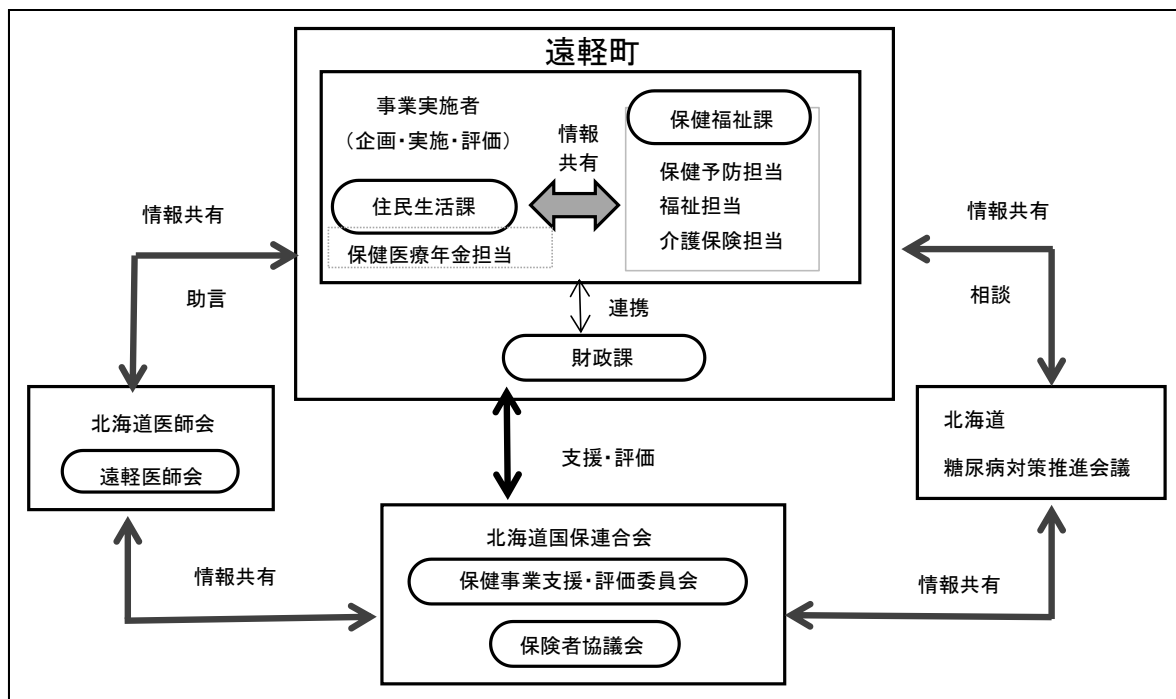 遠軽町
事業実施者
（企画・実施・評価）
住民生活課
保健医療年金担当
情報
共有
保健福祉課
保健予防担当
福祉担当
介護保険担当
連携
財政課
情報共有
助言
情報共有
相談
北海道医師会
遠軽医師会
支援・評価
北海道
糖尿病対策推進会議
北海道国保連合会
保健事業支援・評価委員会
保険者協議会
情報共有
情報共有